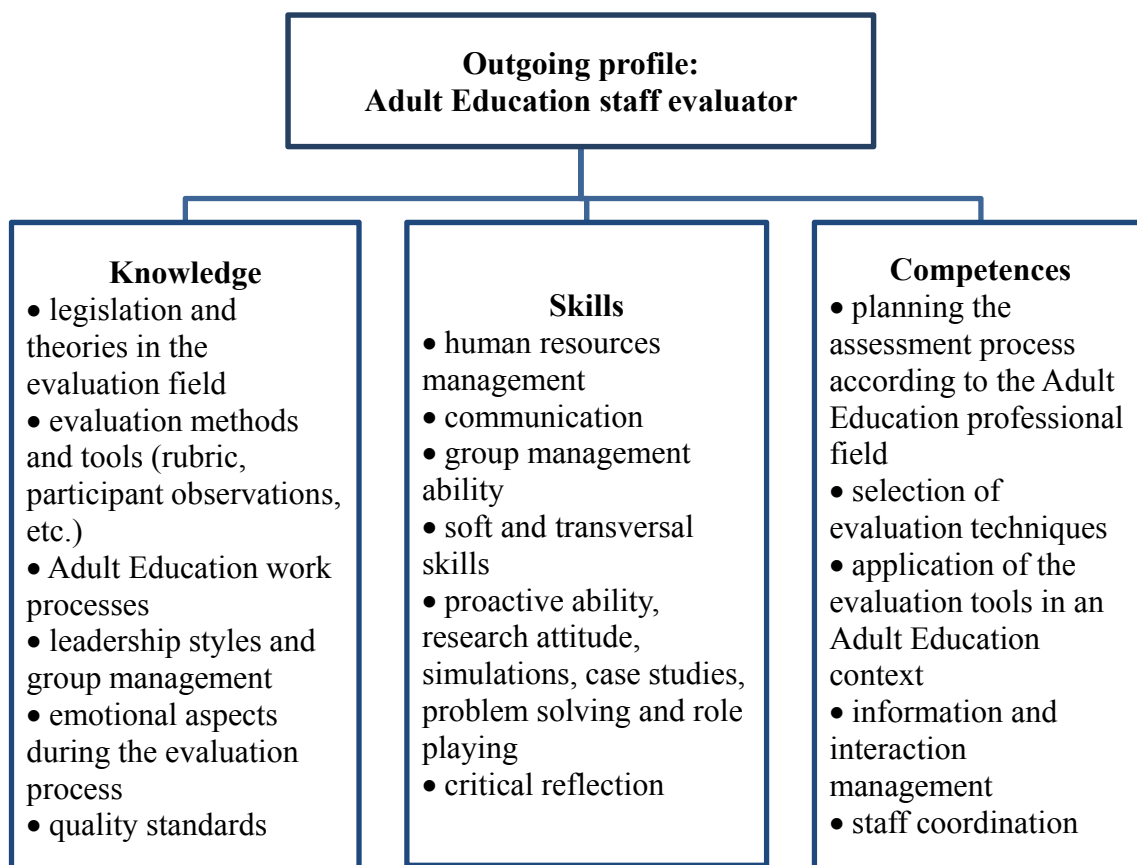 Outgoing profile:
Adult Education staff evaluator
Knowledge
• legislation and
theories in the
evaluation field
• evaluation methods
and tools (rubric,
participant observations,
etc.)
• Adult Education work
processes
• leadership styles and
group management
• emotional aspects
during the evaluation
process
• quality standards
Skills
• human resources
management
• communication
• group management
ability
• soft and transversal
skills
• proactive ability,
research attitude,
simulations, case studies,
problem solving and role
playing
• critical reflection
Competences
• planning the
assessment process
according to the Adult
Education professional
field
• selection of
evaluation techniques
• application of the
evaluation tools in an
Adult Education
context
• information and
interaction
management
• staff coordination